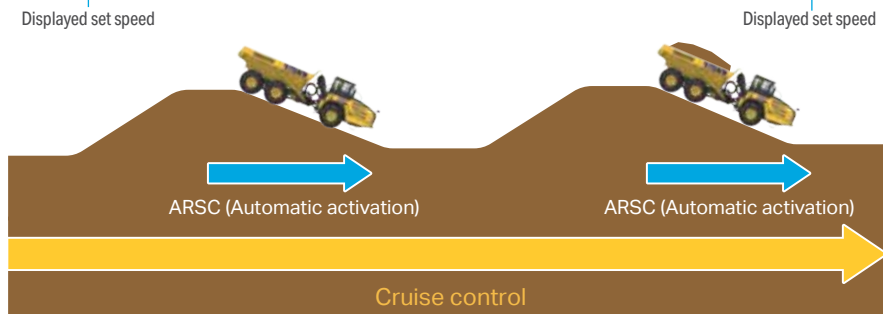 Displayed set speed
Displayed set speed
ARSC (Automatic activation)
ARSC (Automatic activation)
Cruise control